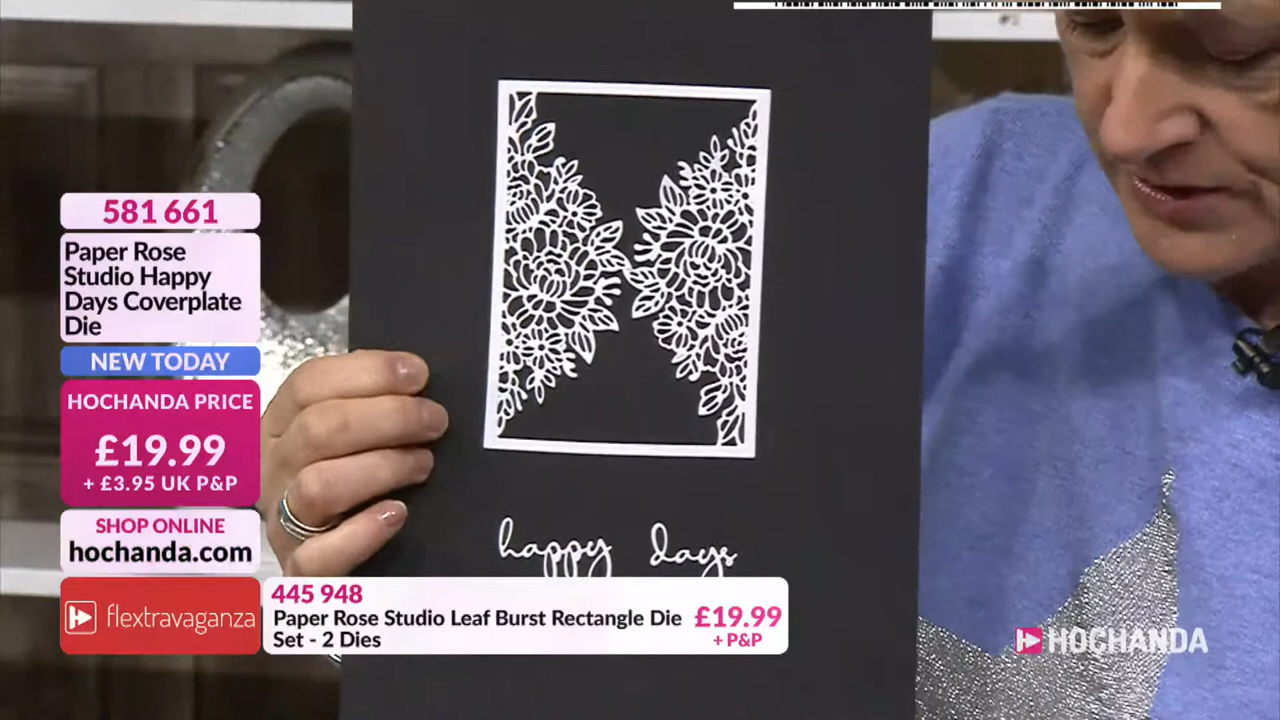 581 661
Paper Rose
Studio Happy
Days Coverplate
Die
NEW TODAY
HOCHANDA PRICE
£19.99
+ £3.95 UK P&P
SHOP ONLINE
hochanda.com
happy days
flextravaganza
445 948
Paper Rose Studio Leaf Burst Rectangle Die
Set - 2 Dies
£19.99
+ P&P
HOCHANDA